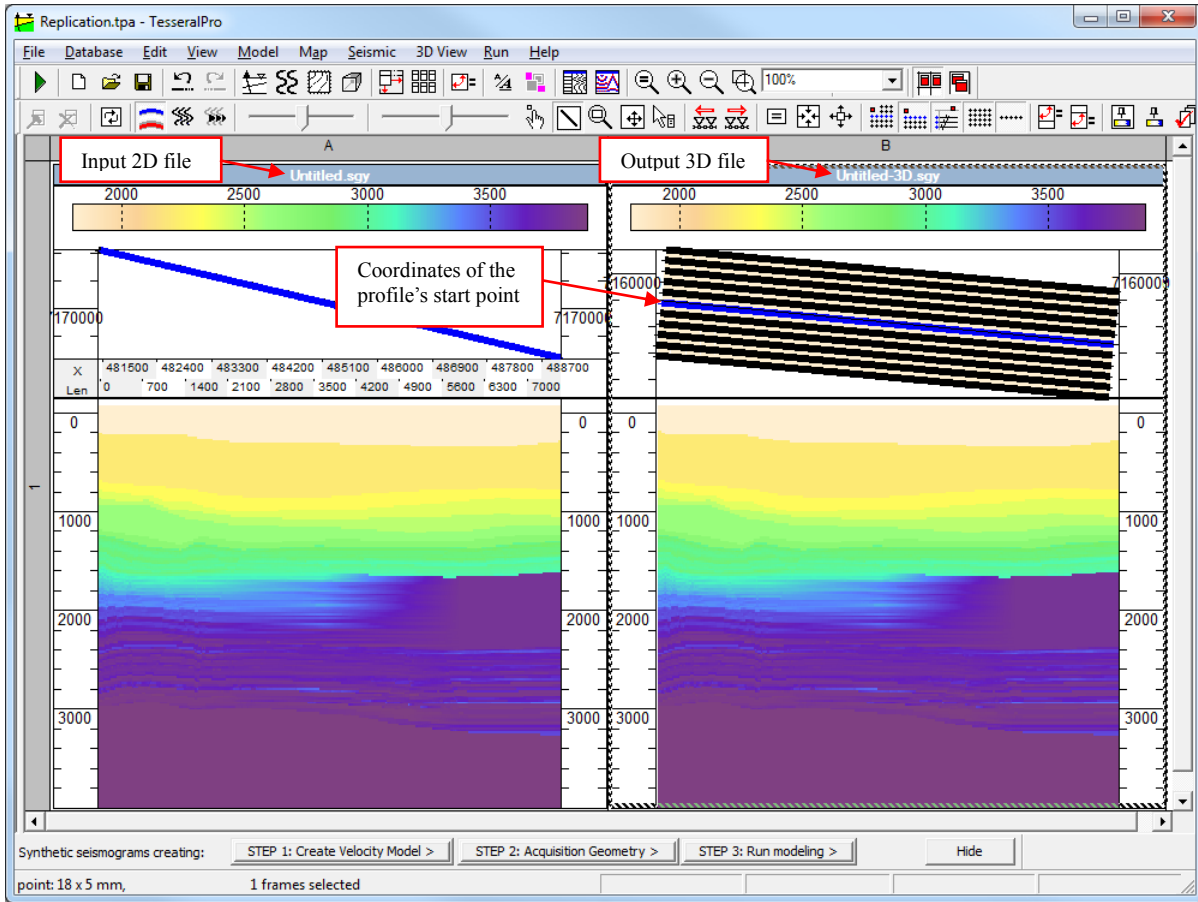 Replication.tpa - TesseralPro
File Database Edit View Model Map Seismic 3D View Run Help
100%
A B
Input 2D file
Output 3D file
Untitled.sgy
Untitled-3D.sgy
2000 2500 3000 3500
2000 2500 3000 3500
Coordinates of the
profile's start point
7160000 7160000
7170000 7170000
X 481500 482400 483300 484200 485100 486000 486900 487800 488700
Len 0 700 1400 2100 2800 3500 4200 4900 5600 6300 7000
0 0 0 0
1
1000 1000 1000 1000
2000 2000 2000 2000
3000 3000 3000 3000
Synthetic seismograms creating: STEP 1: Create Velocity Model > STEP 2: Acquisition Geometry > STEP 3: Run modeling > Hide
point: 18 x 5 mm, 1 frames selected